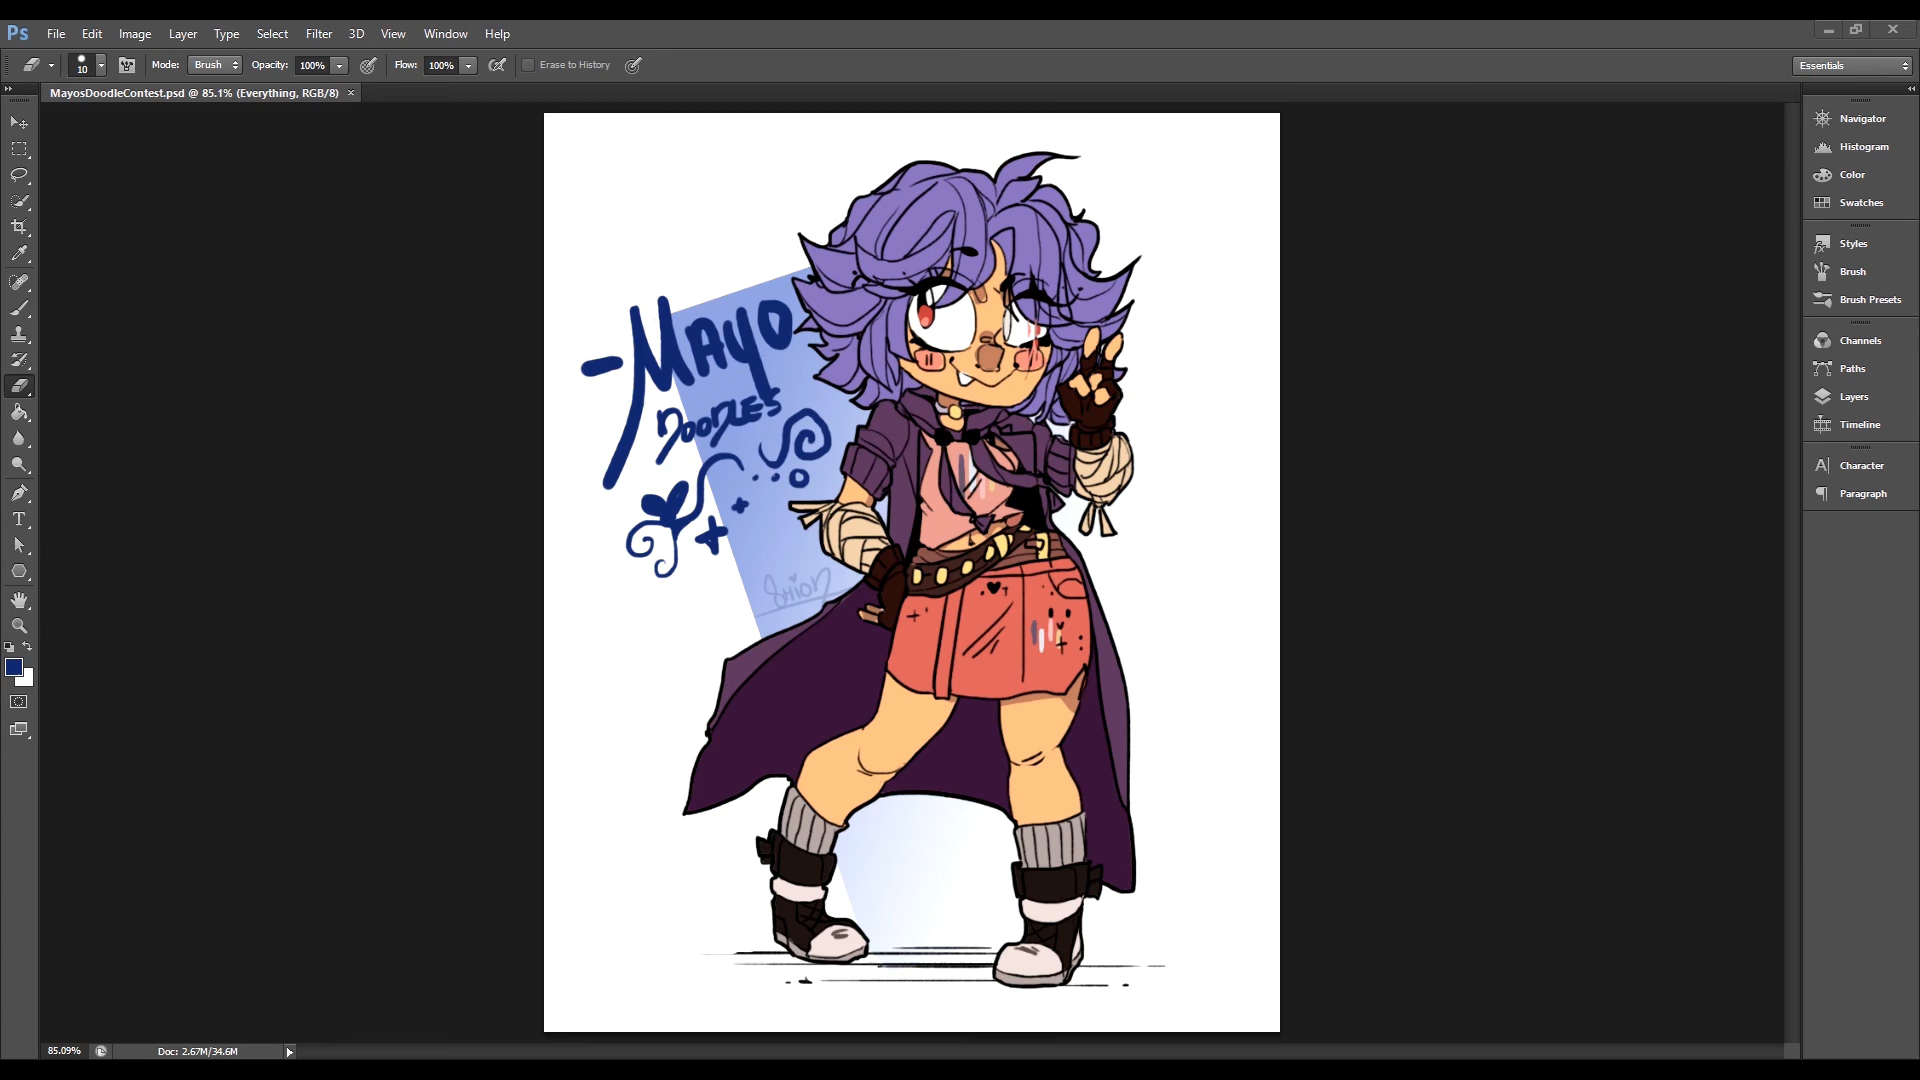 Ps File Edit Image Layer Type Select Filter 3D View Window Help
10 Mode: Brush Opacity: 100% Flow: 100% Erase to History Essentials
MayosDoodleContest.psd @ 85.1% (Everything, RGB/8) ×
Navigator
Histogram
Color
Swatches
Styles
Brush
Brush Presets
Channels
Paths
Layers
Timeline
Character
Paragraph
-MAYO
DOODLES
Shion
85.09% Doc: 2.67M/34.6M